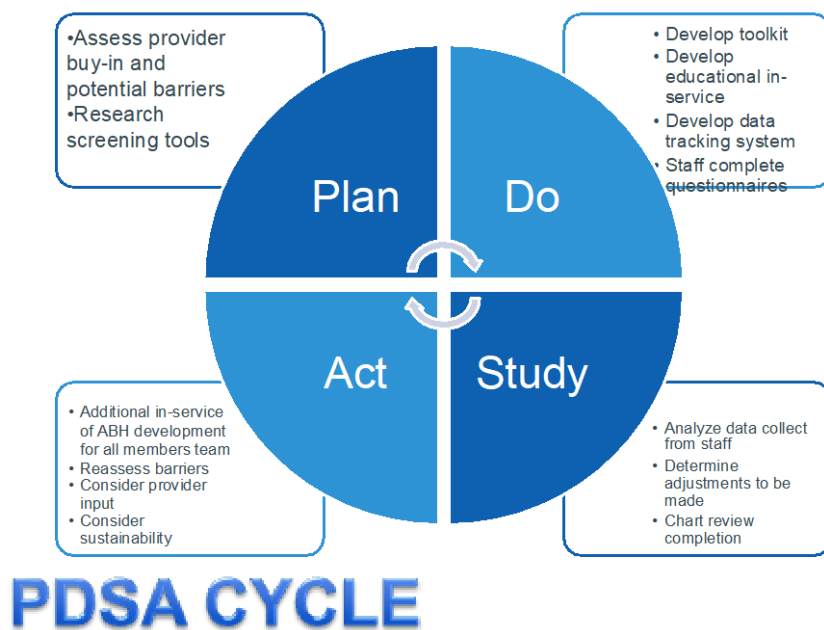 •Assess provider
buy-in and
potential barriers
•Research
screening tools
• Develop toolkit
• Develop
educational in-
service
• Develop data
tracking system
• Staff complete
questionnaires
Plan
Do
Act
Study
• Additional in-service
of ABH development
for all members team
• Reassess barriers
• Consider provider
input
• Consider
sustainability
• Analyze data collect
from staff
• Determine
adjustments to be
made
• Chart review
completion
PDSA CYCLE